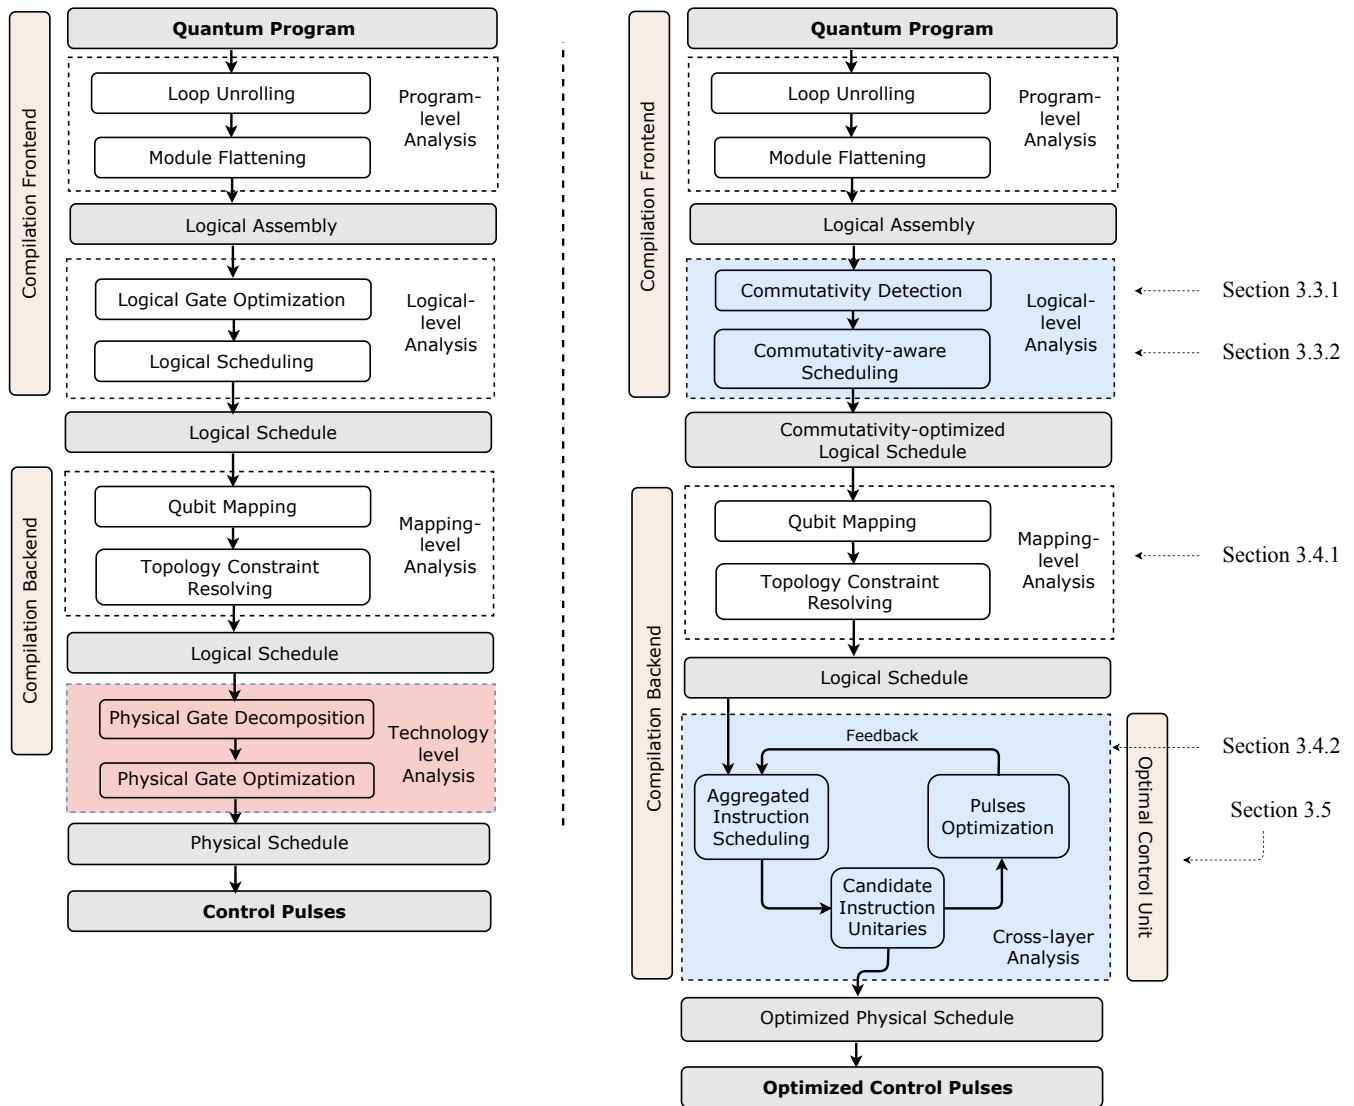 Compilation Frontend
Quantum Program
Loop Unrolling
Module Flattening
Program-
level
Analysis
Logical Assembly
Logical Gate Optimization
Logical Scheduling
Logical-
level
Analysis
Logical Schedule
Compilation Backend
Qubit Mapping
Topology Constraint
Resolving
Mapping-
level
Analysis
Logical Schedule
Physical Gate Decomposition
Physical Gate Optimization
Technology
level
Analysis
Physical Schedule
Control Pulses
Compilation Frontend
Quantum Program
Loop Unrolling
Module Flattening
Program-
level
Analysis
Logical Assembly
Commutativity Detection
Commutativity-aware
Scheduling
Logical-
level
Analysis
Section 3.3.1
Section 3.3.2
Commutativity-optimized
Logical Schedule
Compilation Backend
Qubit Mapping
Topology Constraint
Resolving
Mapping-
level
Analysis
Section 3.4.1
Logical Schedule
Feedback
Aggregated
Instruction
Scheduling
Pulses
Optimization
Candidate
Instruction
Unitaries
Cross-layer
Analysis
Optimal Control Unit
Section 3.4.2
Section 3.5
Optimized Physical Schedule
Optimized Control Pulses